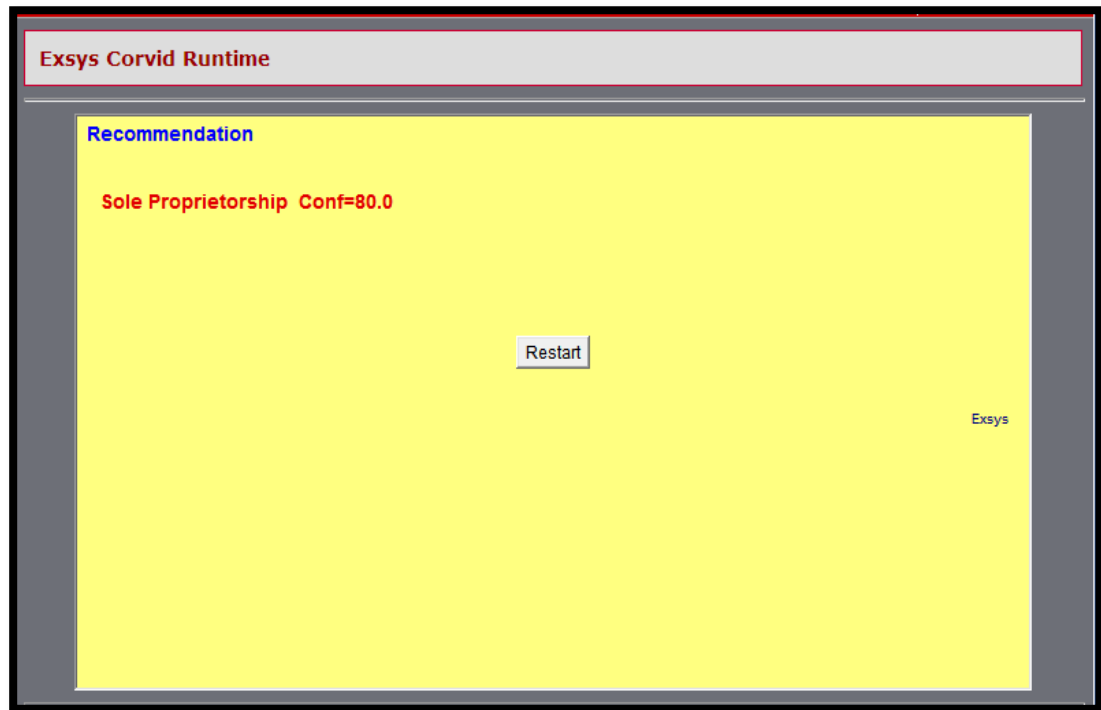 Exsys Corvid Runtime
Recommendation
Sole Proprietorship Conf=80.0
Restart
Exsys